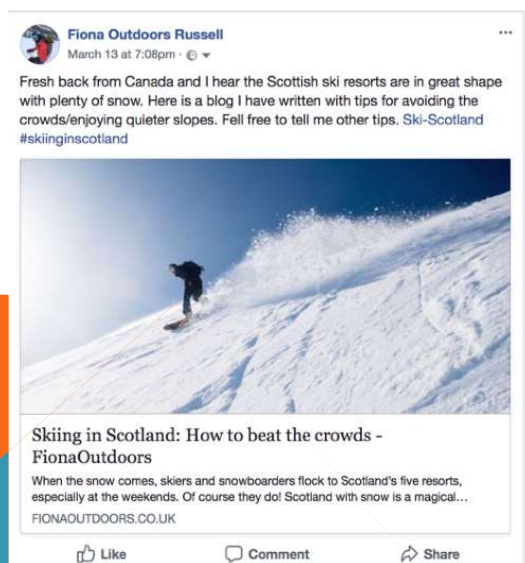 Fiona Outdoors Russell
March 13 at 7:08pm ·
Fresh back from Canada and I hear the Scottish ski resorts are in great shape
with plenty of snow. Here is a blog I have written with tips for avoiding the
crowds/enjoying quieter slopes. Fell free to tell me other tips. Ski-Scotland
#skiinginscotland
Skiing in Scotland: How to beat the crowds -
FionaOutdoors
When the snow comes, skiers and snowboarders flock to Scotland's five resorts,
especially at the weekends. Of course they do! Scotland with snow is a magical...
FIONAOUTDOORS.CO.UK
Like Comment Share